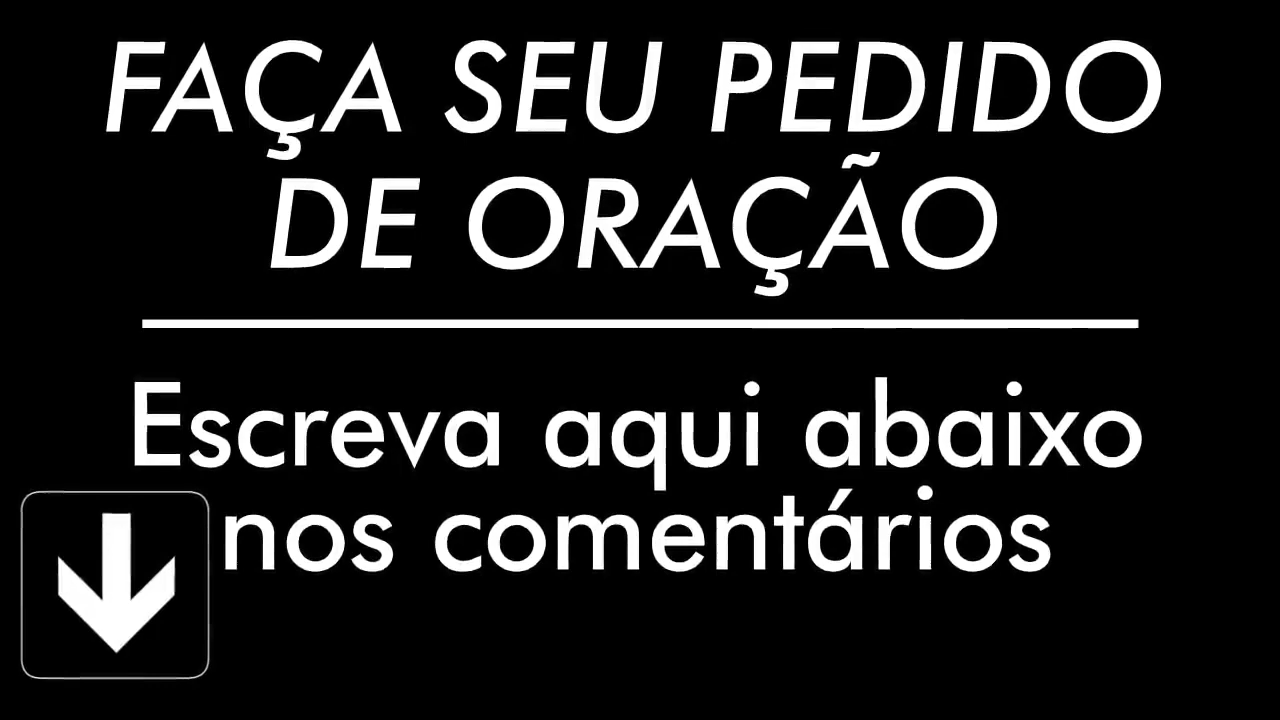 FAÇA SEU PEDIDO
DE ORAÇÃO
Escreva aqui abaixo
nos comentários